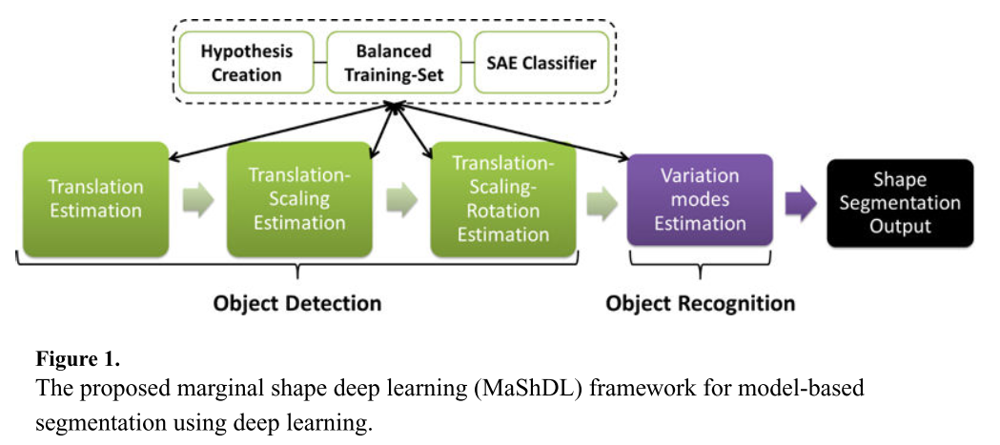 Hypothesis
Creation
Balanced
Training-Set
SAE Classifier
Translation
Estimation
Translation-
Scaling
Estimation
Translation-
Scaling-
Rotation
Estimation
Variation
modes
Estimation
Shape
Segmentation
Output
Object Detection
Object Recognition
Figure 1.
The proposed marginal shape deep learning (MaShDL) framework for model-based
segmentation using deep learning.